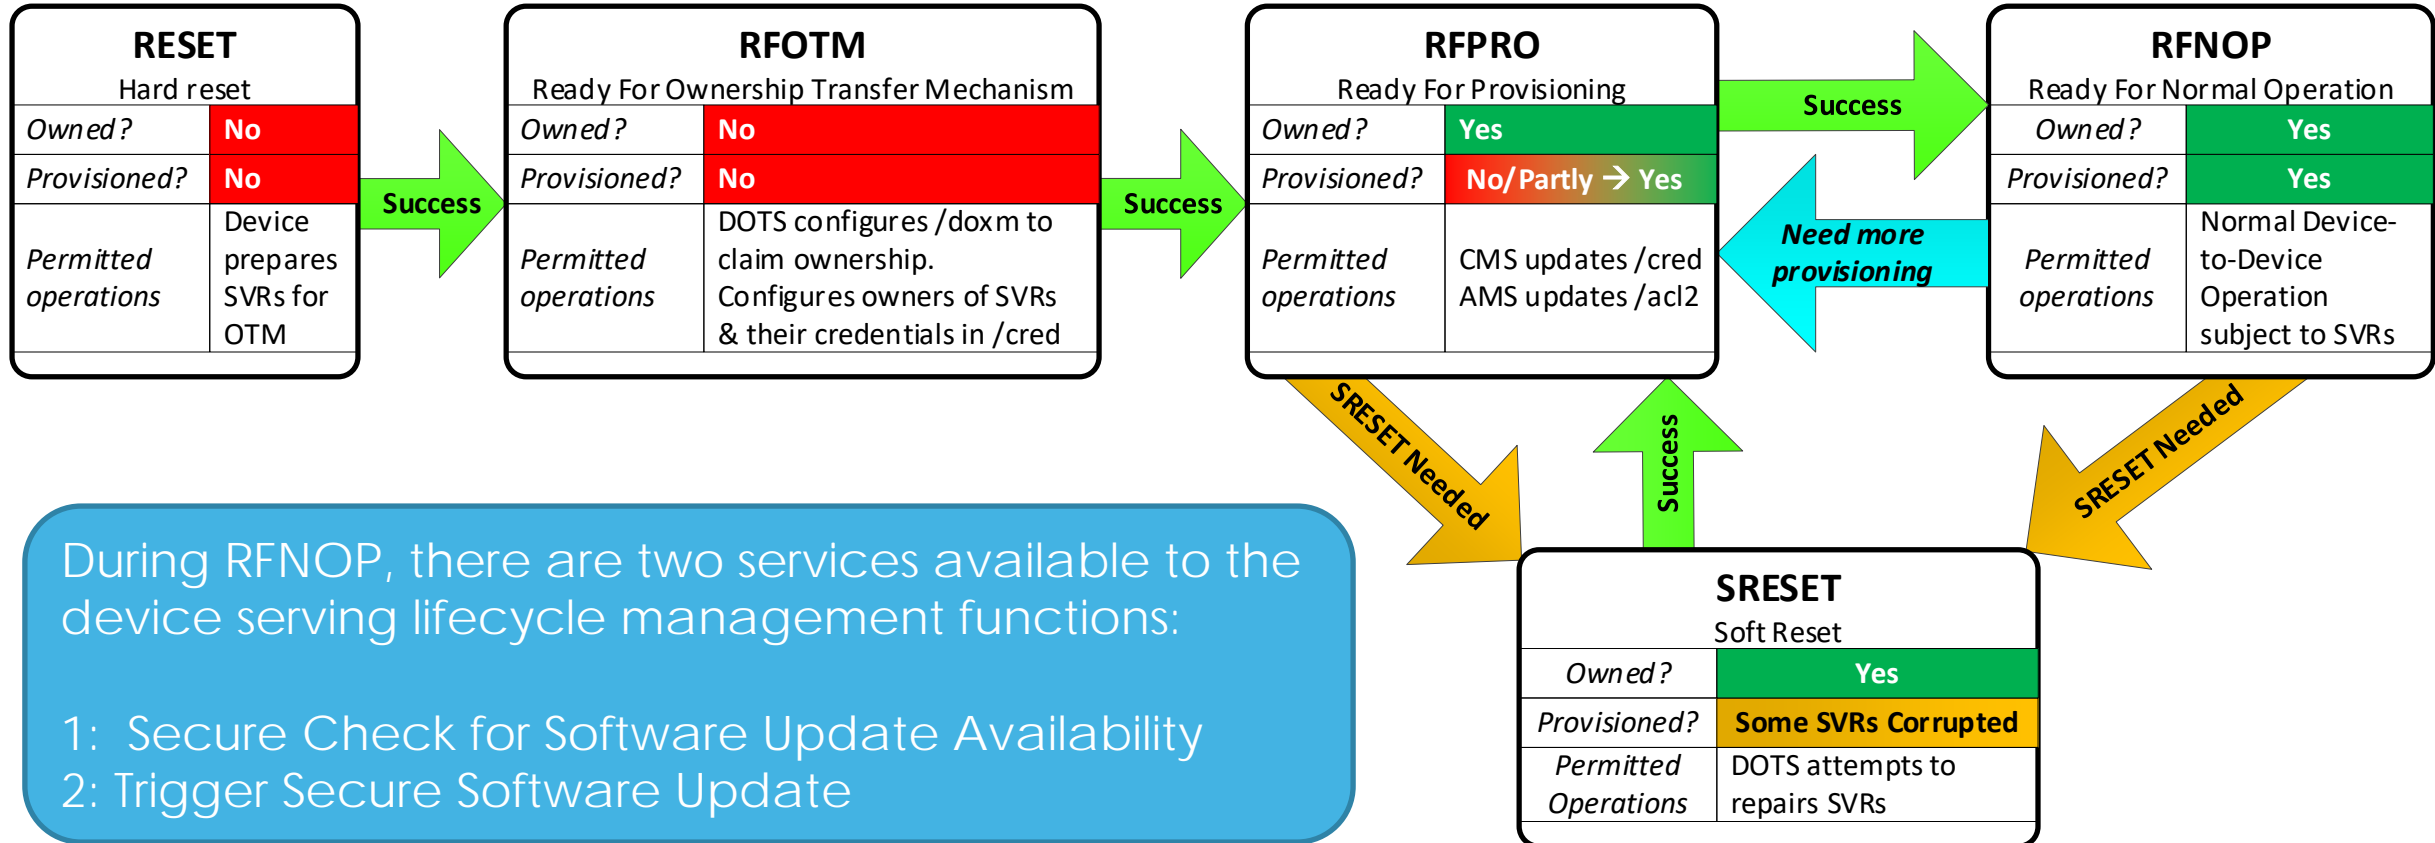 RESET
Hard reset
Owned? No
Provisioned? No
Permitted operations
Device
prepares
SVRs for
OTM
Success
RFOTM
Ready For Ownership Transfer Mechanism
Owned? No
Provisioned? No
Permitted operations
DOTS configures /doxm to
claim ownership.
Configures owners of SVRs
& their credentials in /cred
Success
RFPRO
Ready For Provisioning
Owned? Yes
Provisioned? No/Partly → Yes
Permitted operations
CMS updates /cred
AMS updates /acl2
Success
Need more
provisioning
RFNOP
Ready For Normal Operation
Owned? Yes
Provisioned? Yes
Permitted operations
Normal Device-
to-Device
Operation
subject to SVRs
SRESET Needed
Success
SRESET Needed
SRESET
Soft Reset
Owned? Yes
Provisioned? Some SVRs Corrupted
Permitted Operations
DOTS attempts to
repairs SVRs
During RFNOP, there are two services available to the
device serving lifecycle management functions:
1: Secure Check for Software Update Availability
2: Trigger Secure Software Update